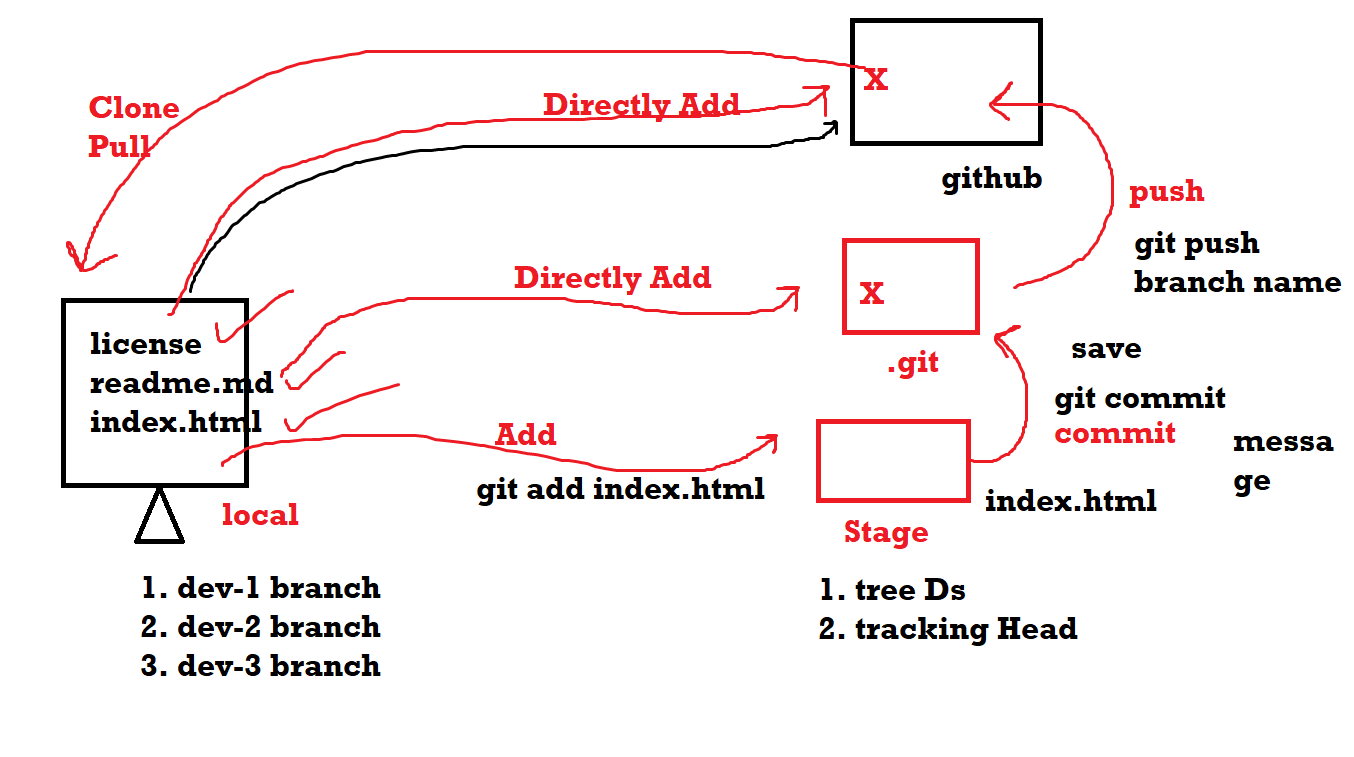 Clone
Pull
Directly Add
X
github
push
git push
branch name
Directly Add
X
.git
license
readme.md
index.html
save
git commit
commit
messa
ge
Add
git add index.html
index.html
local
Stage
1. dev-1 branch
2. dev-2 branch
3. dev-3 branch
1. tree Ds
2. tracking Head